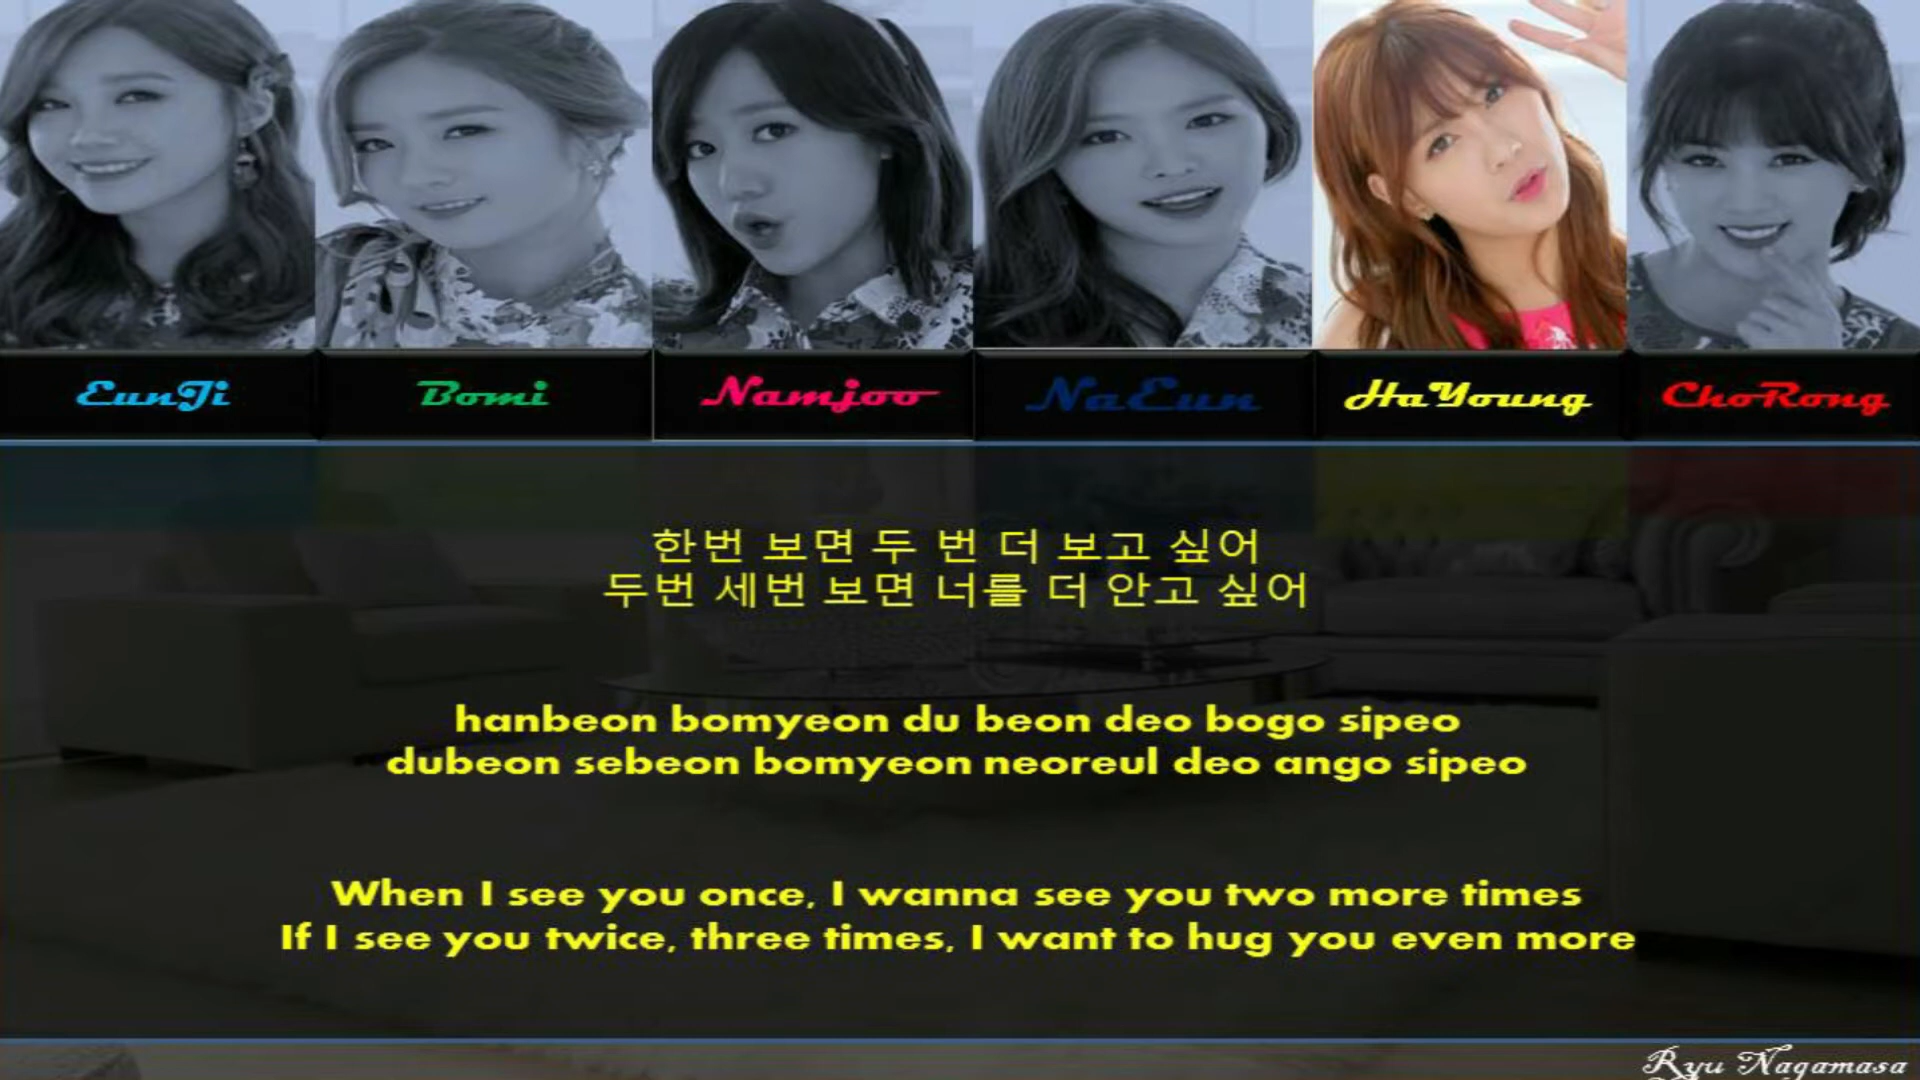 EunJi
Bomi
Namjoo
NaEun
HaYoung
ChoRong
한번 보면 두 번 더 보고 싶어
두번 세번 보면 너를 더 안고 싶어
hanbeon bomyeon du beon deo bogo sipeo
dubeon sebeon bomyeon neoreul deo ango sipeo
When I see you once, I wanna see you two more times
If I see you twice, three times, I want to hug you even more
Ryu Nagamasa